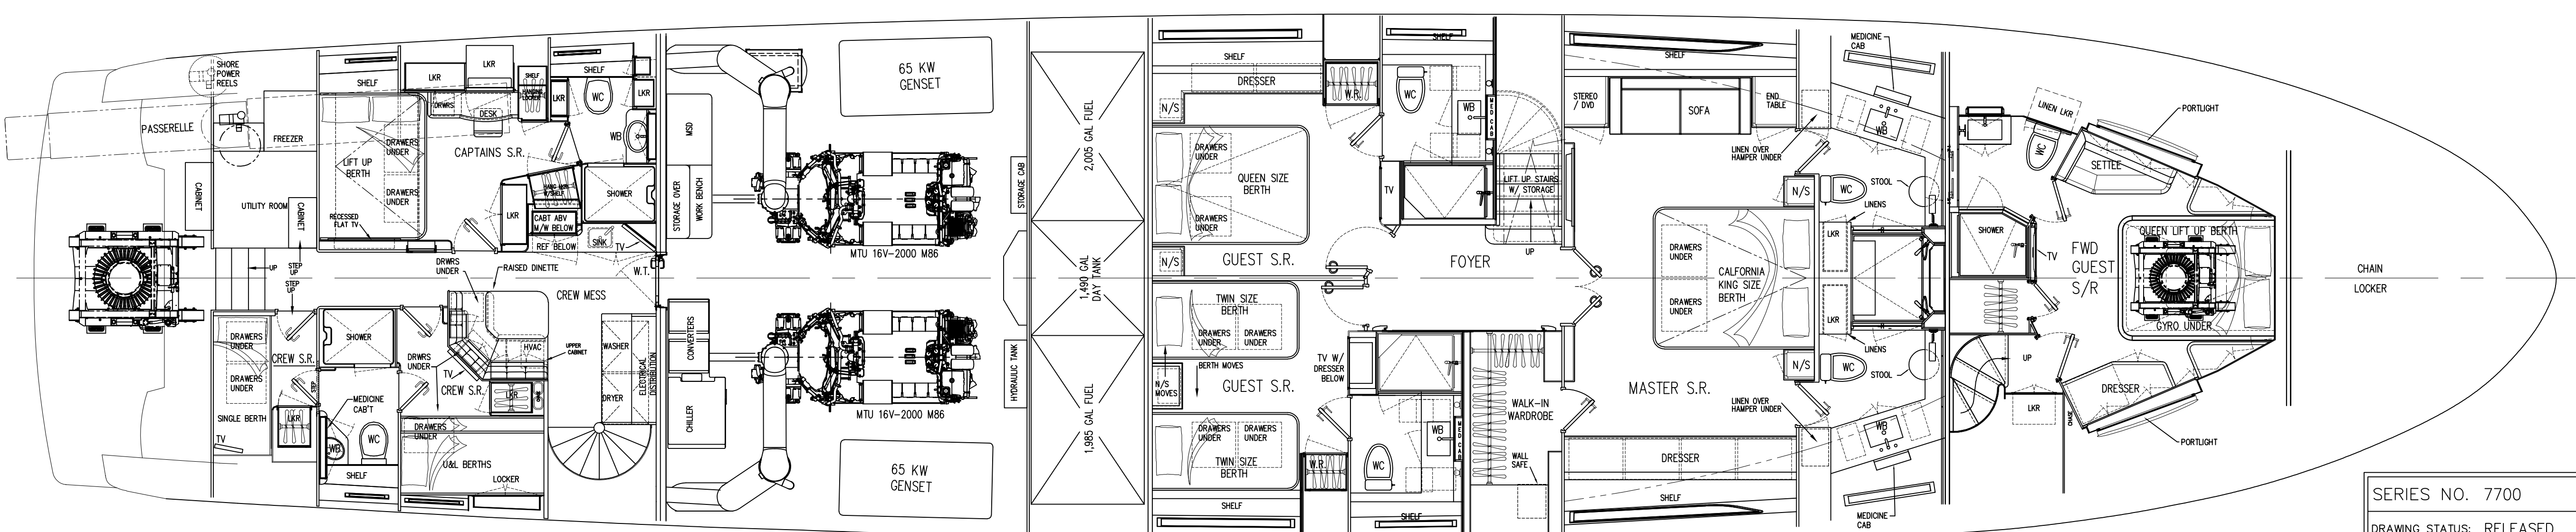 SHORE
POWER
REELS
PASSERELLE
FREEZER
CABINET
UTILITY ROOM
CABINET
UP
STEP
UP
STEP
UP
SHELF
LIFT UP
BERTH
DRAWERS
UNDER
DRAWERS
UNDER
RECESSED
FLAT TV
LKR
LKR
DRWRS
DESK
SHELF
HANGING
LOCKER
LKR
SHELF
WC
LKR
WB
CAPTAINS S.R.
SHOWER
LKR
CABT ABV
M/W BELOW
REF BELOW
SINK
TV
W.T.
DRWRS
UNDER
RAISED DINETTE
CREW MESS
DRAWERS
UNDER
CREW S.R.
DRAWERS
UNDER
SINGLE BERTH
TV
STEP
LKR
SHOWER
MEDICINE
CAB'T
WB
WC
SHELF
DRWRS
UNDER
TV
CREW S.R.
HVAC
UPPER
CABINET
LKR
DRAWERS
UNDER
U&L BERTHS
LOCKER
WASHER
DRYER
ELECTRICAL
DISTRIBUTION
MSD
STORAGE OVER
WORK BENCH
CONVERTERS
CHILLER
65 KW
GENSET
MTU 16V-2000 M86
MTU 16V-2000 M86
65 KW
GENSET
STORAGE CAB
HYDRAULIC TANK
2,005 GAL FUEL
1,490 GAL
DAY TANK
1,985 GAL FUEL
SHELF
DRESSER
N/S
W.R.
DRAWERS
UNDER
QUEEN SIZE
BERTH
DRAWERS
UNDER
N/S
GUEST S.R.
TWIN SIZE
BERTH
DRAWERS
UNDER
DRAWERS
UNDER
BERTH MOVES
N/S
MOVES
GUEST S.R.
DRAWERS
UNDER
DRAWERS
UNDER
TWIN SIZE
BERTH
SHELF
W.R.
SHELF
WC
WB
MED CAB
TV
LIFT UP STAIRS
W/ STORAGE
UP
FOYER
TV W/
DRESSER
BELOW
WC
WB
MED CAB
SHELF
WALK-IN
WARDROBE
WALL
SAFE
SHELF
STEREO
/ DVD
SOFA
END
TABLE
LINEN OVER
HAMPER UNDER
N/S
DRAWERS
UNDER
CALFORNIA
KING SIZE
BERTH
DRAWERS
UNDER
N/S
MASTER S.R.
LINEN OVER
HAMPER UNDER
DRESSER
SHELF
MEDICINE
CAB
WB
WC
STOOL
LINENS
LKR
LKR
LINENS
WC
STOOL
WB
MEDICINE
CAB
LINEN LKR
WC
PORTLIGHT
SETTEE
SHOWER
TV
FWD
GUEST
S/R
QUEEN LIFT UP BERTH
GYRO UNDER
UP
LKR
CHASE
DRESSER
PORTLIGHT
CHAIN
LOCKER
SERIES NO. 7700
DRAWING STATUS: RELEASED